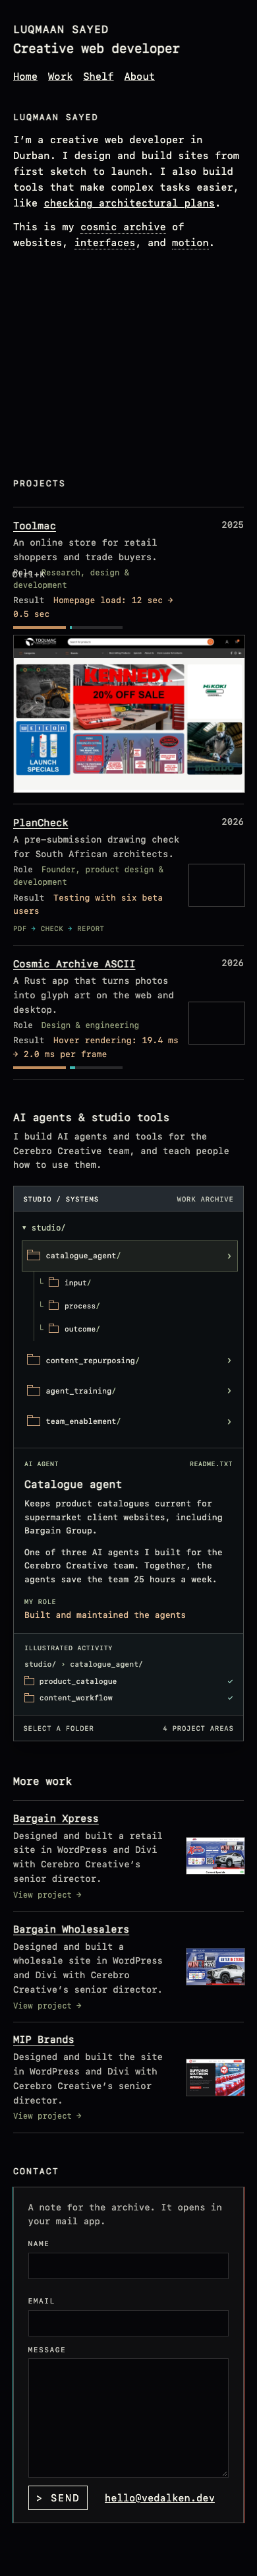 LUQMAAN SAYED
Creative web developer
Home Work Shelf About
LUQMAAN SAYED
I’m a creative web developer in
Durban. I design and build sites from
first sketch to launch. I also build
tools that make complex tasks easier,
like checking architectural plans.
This is my cosmic archive of
websites, interfaces, and motion.
PROJECTS
Toolmac 2025
An online store for retail
shoppers and trade buyers.
Ctrl+K
Role Research, design &
development
Result Homepage load: 12 sec →
0.5 sec
TOOLMAC
KENNEDY
20% OFF SALE
HiKOKI
LAUNCH
SPECIALS
metabo
PlanCheck 2026
A pre-submission drawing check
for South African architects.
Role Founder, product design &
development
Result Testing with six beta
users
PDF → CHECK → REPORT
Cosmic Archive ASCII 2026
A Rust app that turns photos
into glyph art on the web and
desktop.
Role Design & engineering
Result Hover rendering: 19.4 ms
→ 2.0 ms per frame
AI agents & studio tools
I build AI agents and tools for the
Cerebro Creative team, and teach people
how to use them.
STUDIO / SYSTEMS WORK ARCHIVE
▾ studio/
catalogue_agent/ ›
└ input/
└ process/
└ outcome/
content_repurposing/ ›
agent_training/ ›
team_enablement/ ›
AI AGENT README.TXT
Catalogue agent
Keeps product catalogues current for
supermarket client websites, including
Bargain Group.
One of three AI agents I built for the
Cerebro Creative team. Together, the
agents save the team 25 hours a week.
MY ROLE
Built and maintained the agents
ILLUSTRATED ACTIVITY
studio/ › catalogue_agent/
product_catalogue ✓
content_workflow ✓
SELECT A FOLDER 4 PROJECT AREAS
More work
Bargain Xpress
Designed and built a retail
site in WordPress and Divi
with Cerebro Creative’s
senior director.
View project →
Bargain Wholesalers
Designed and built a
wholesale site in WordPress
and Divi with Cerebro
Creative’s senior director.
View project →
MIP Brands
Designed and built the site
in WordPress and Divi with
Cerebro Creative’s senior
director.
View project →
CONTACT
A note for the archive. It opens in
your mail app.
NAME
EMAIL
MESSAGE
> SEND hello@vedalken.dev